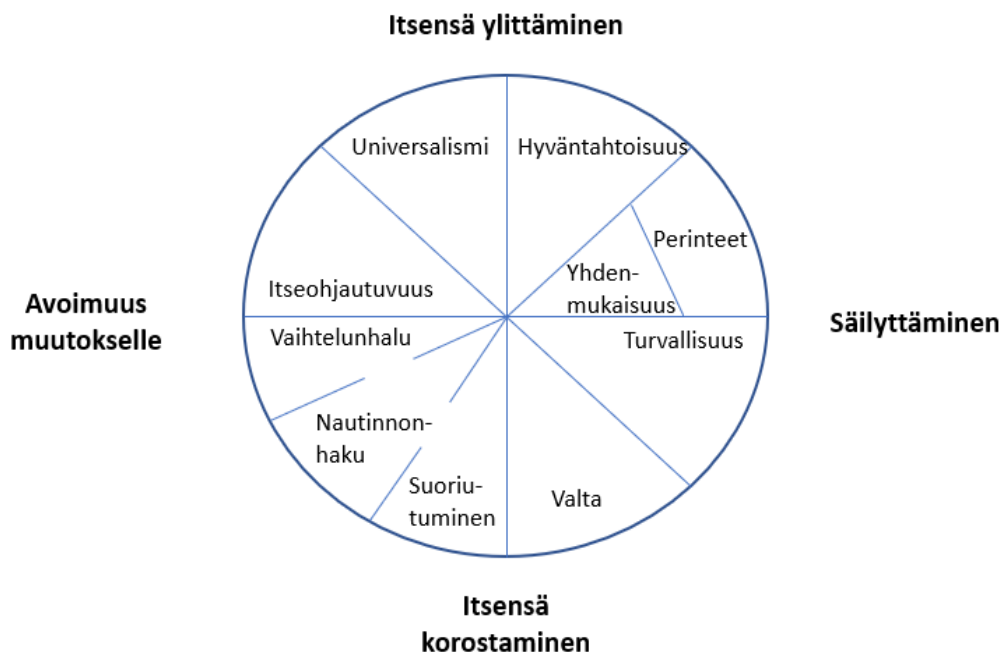 Itsensä ylittäminen
Universalismi
Hyväntahtoisuus
Perinteet
Yhden-
mukaisuus
Itseohjautuvuus
Avoimuus
muutokselle
Säilyttäminen
Vaihtelunhalu
Turvallisuus
Nautinnon-
haku
Suoriu-
tuminen
Valta
Itsensä
korostaminen